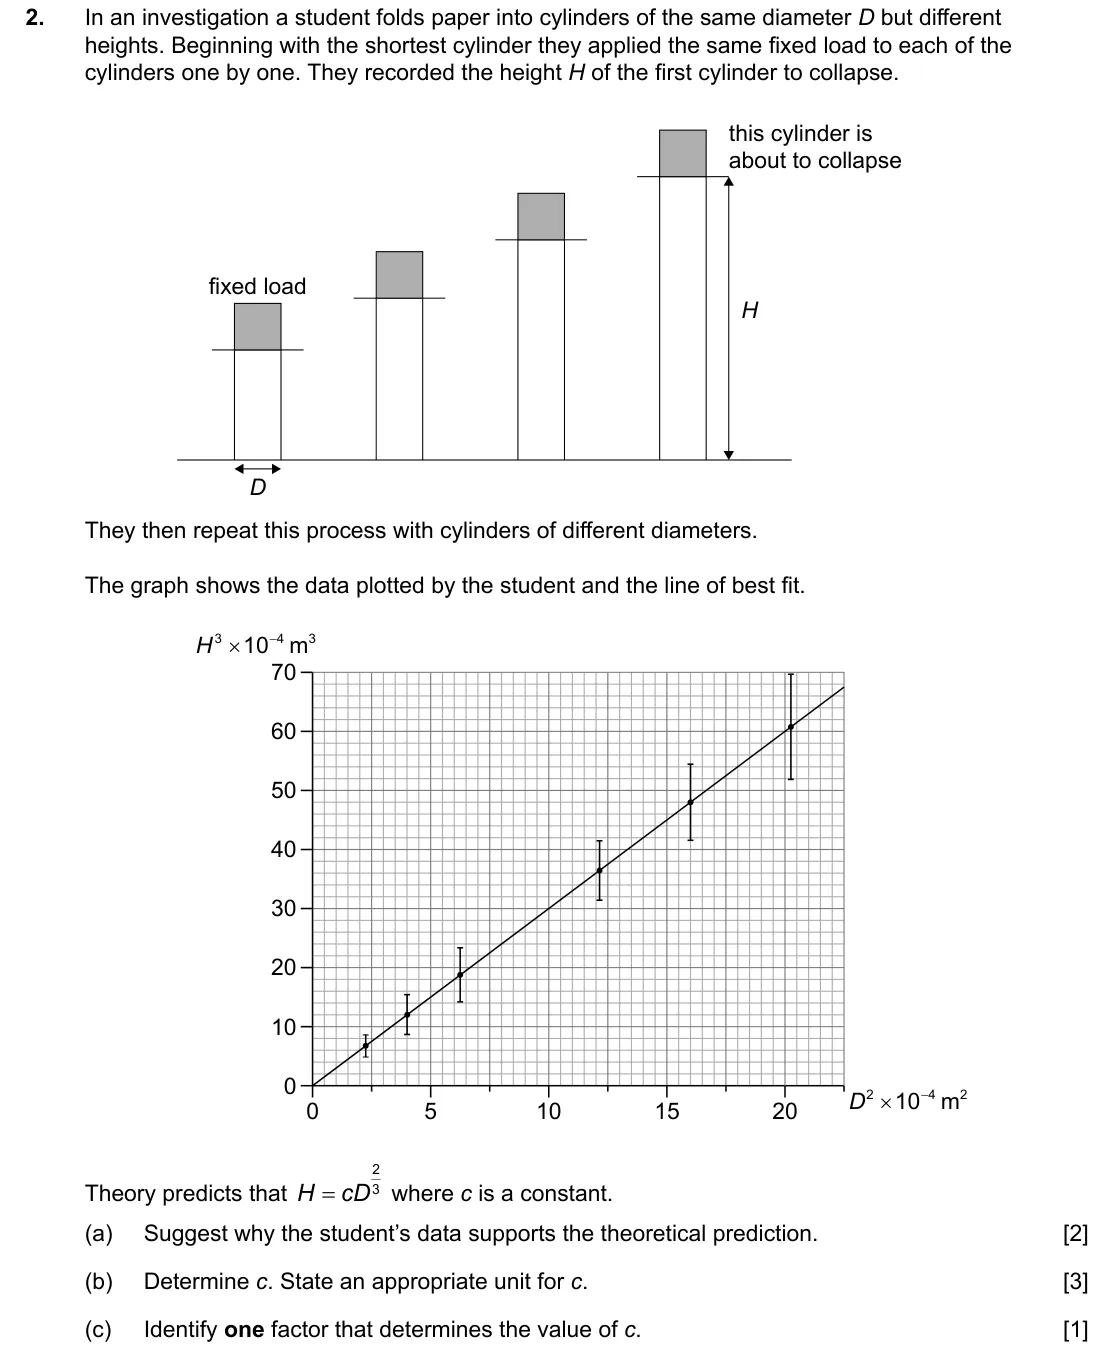 2. In an investigation a student folds paper into cylinders of the same diameter D but different
heights. Beginning with the shortest cylinder they applied the same fixed load to each of the
cylinders one by one. They recorded the height H of the first cylinder to collapse.
this cylinder is
about to collapse
fixed load
H
D
They then repeat this process with cylinders of different diameters.
The graph shows the data plotted by the student and the line of best fit.
H³ ×10⁻⁴ m³
70
60
50
40
30
20
10
0
0 5 10 15 20 D² ×10⁻⁴ m²
Theory predicts that H = cD^(2/3) where c is a constant.
(a) Suggest why the student's data supports the theoretical prediction. [2]
(b) Determine c. State an appropriate unit for c. [3]
(c) Identify one factor that determines the value of c. [1]